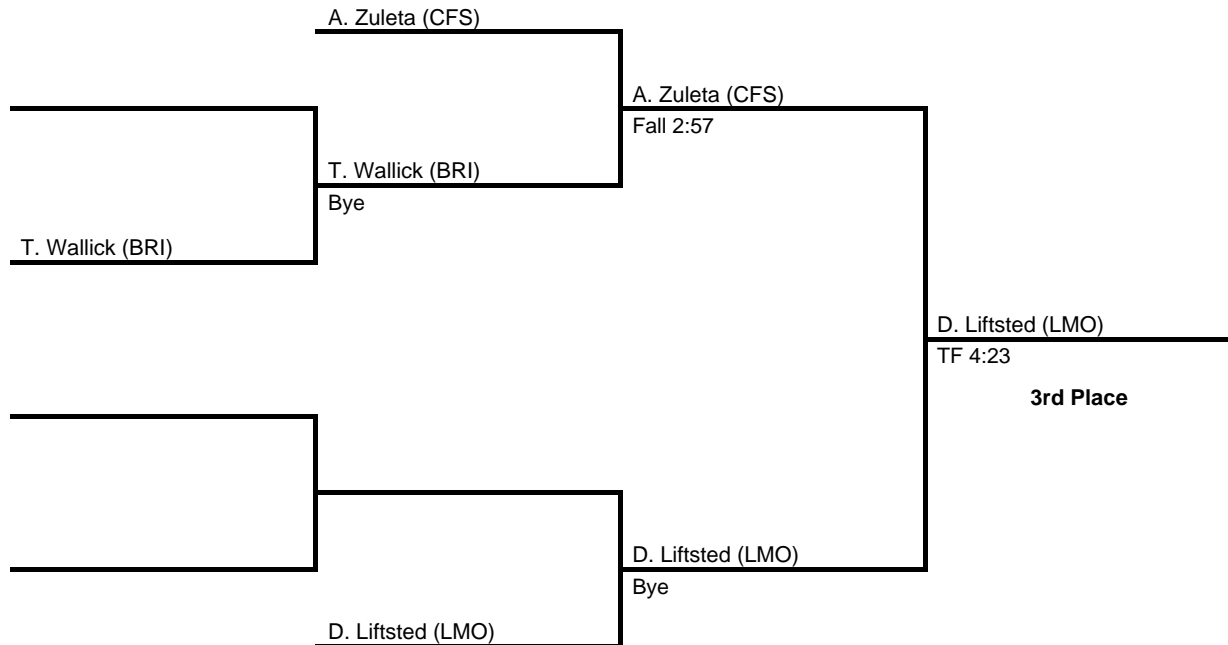 A. Zuleta (CFS)
A. Zuleta (CFS)
Fall 2:57
T. Wallick (BRI)
Bye
T. Wallick (BRI)
D. Liftsted (LMO)
TF 4:23
3rd Place
D. Liftsted (LMO)
Bye
D. Liftsted (LMO)